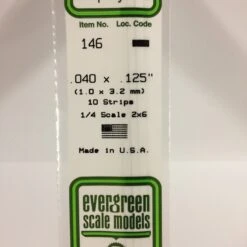 Item No. Loc. Code
146
.040 x .125"
(1.0 x 3.2 mm)
10 Strips
1/4 Scale 2x6
Made in U.S.A.
evergreen
scale models